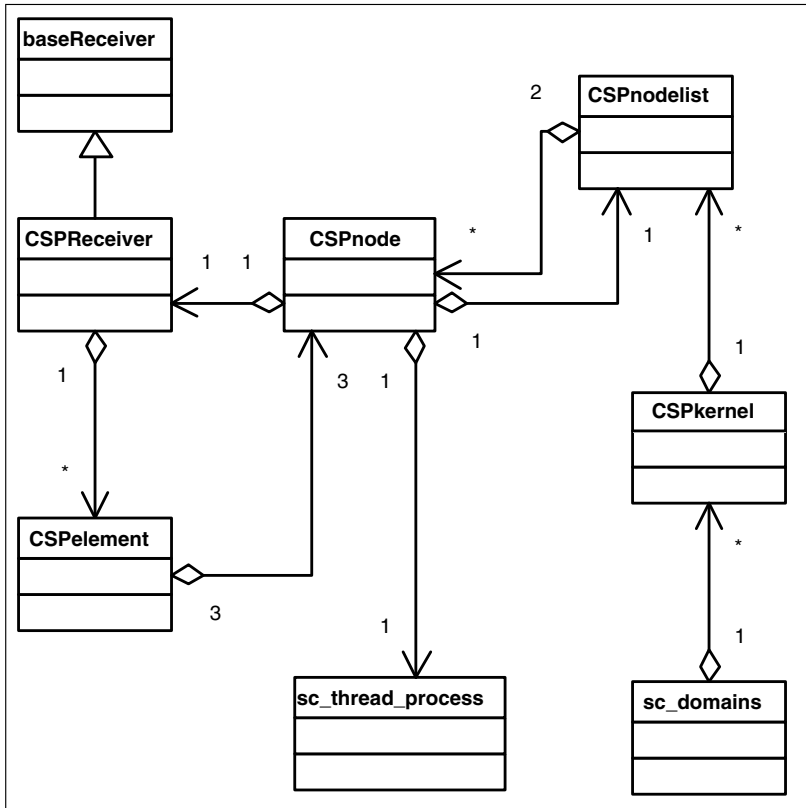 baseReceiver
2
CSPnodelist
CSPReceiver
1
1
CSPnode
*
1
*
1
1
1
3
1
CSPkernel
*
CSPelement
3
*
1
1
sc_thread_process
sc_domains